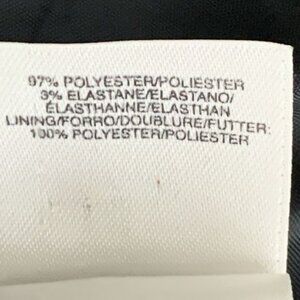 97% POLYESTER/POLIESTER
3% ELASTANE/ELASTANO/
ÉLASTHANNE/ELASTHAN
LINING/FORRO/DOUBLURE/FUTTER:
100% POLYESTER/POLIESTER